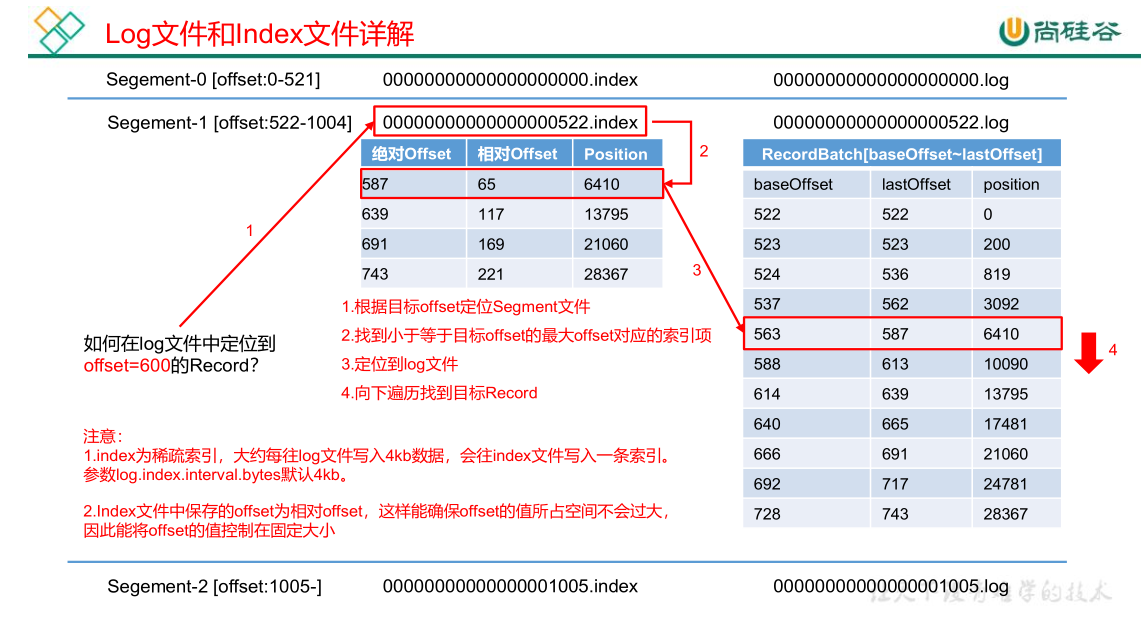 Log文件和Index文件详解
尚硅谷
Segement-0 [offset:0-521] 00000000000000000000.index 00000000000000000000.log
Segement-1 [offset:522-1004] 00000000000000000522.index 00000000000000000522.log
绝对Offset 相对Offset Position
587 65 6410
639 117 13795
691 169 21060
743 221 28367
RecordBatch[baseOffset~lastOffset]
baseOffset lastOffset position
522 522 0
523 523 200
524 536 819
537 562 3092
563 587 6410
588 613 10090
614 639 13795
640 665 17481
666 691 21060
692 717 24781
728 743 28367
1
2
3
4
如何在log文件中定位到
offset=600的Record?
1.根据目标offset定位Segment文件
2.找到小于等于目标offset的最大offset对应的索引项
3.定位到log文件
4.向下遍历找到目标Record
注意:
1.index为稀疏索引，大约每往log文件写入4kb数据，会往index文件写入一条索引。
参数log.index.interval.bytes默认4kb。
2.Index文件中保存的offset为相对offset，这样能确保offset的值所占空间不会过大，
因此能将offset的值控制在固定大小
Segement-2 [offset:1005-] 00000000000000001005.index 00000000000000001005.log
学的技术